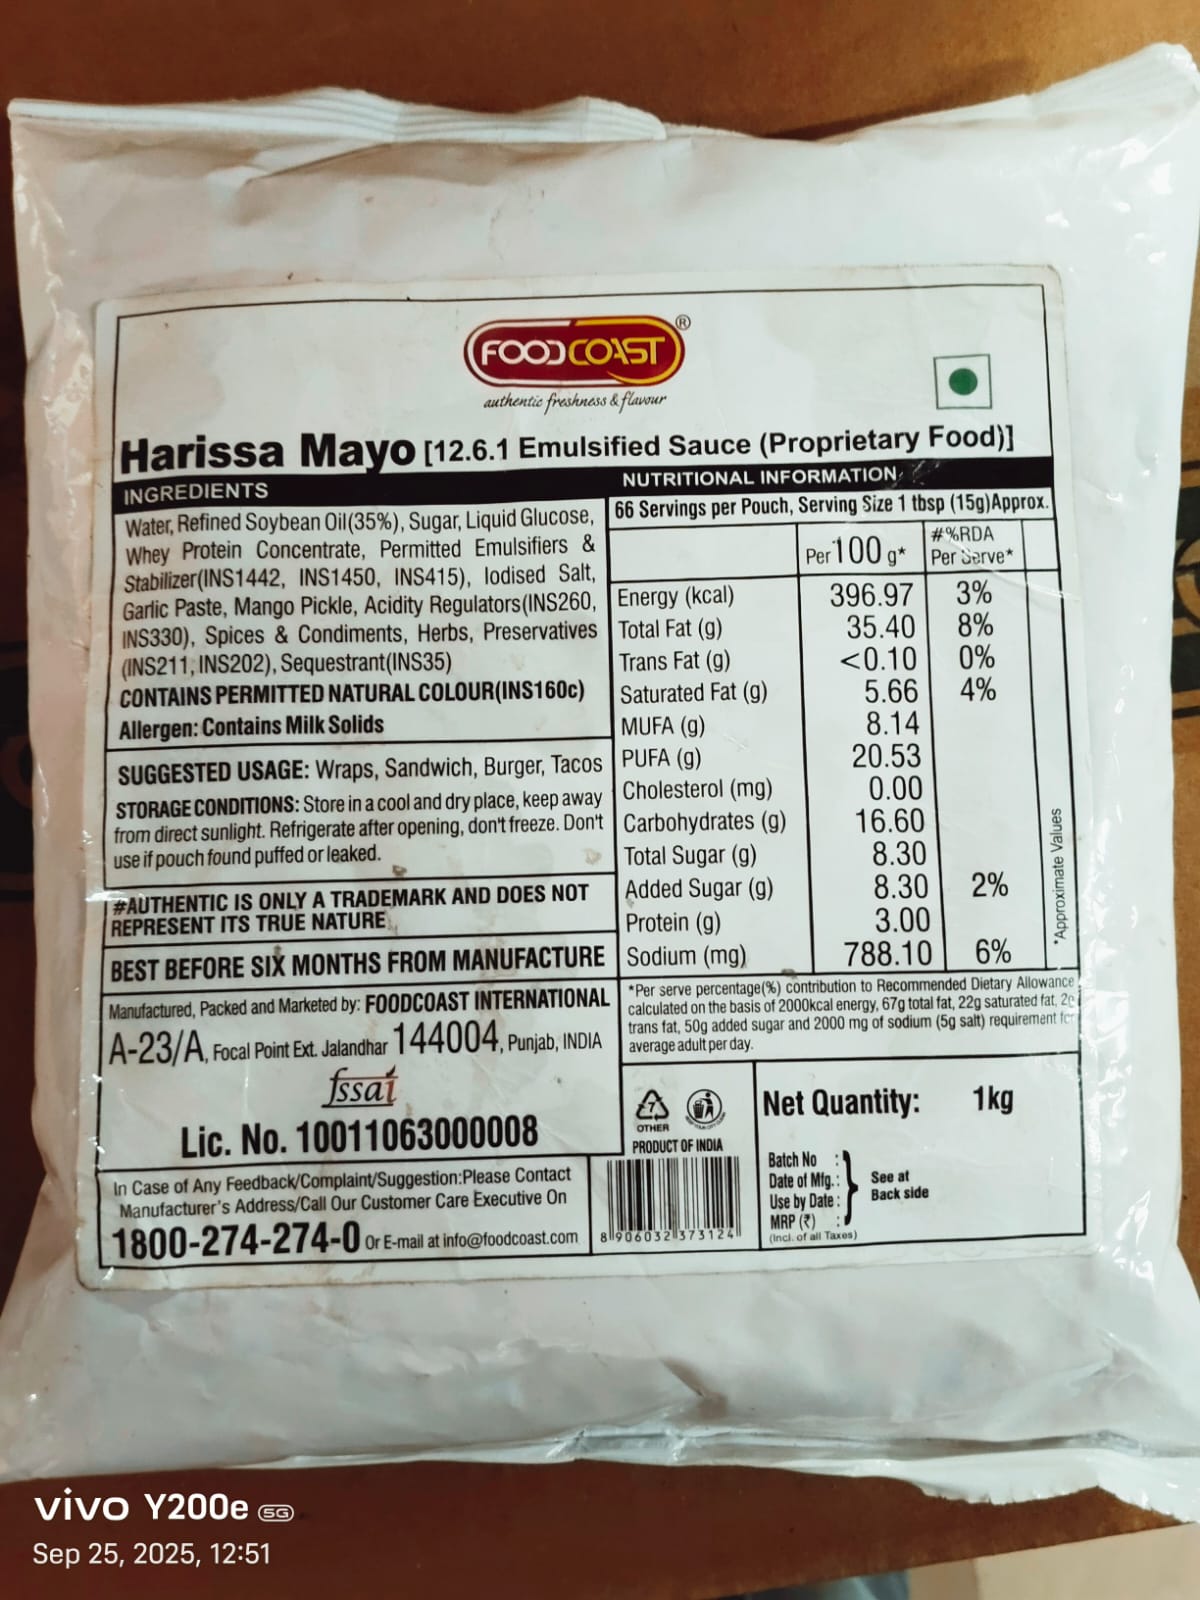 FOODCOAST®
authentic freshness & flavour
Harissa Mayo [12.6.1 Emulsified Sauce (Proprietary Food)]
INGREDIENTS
Water, Refined Soybean Oil(35%), Sugar, Liquid Glucose,
Whey Protein Concentrate, Permitted Emulsifiers &
Stabilizer(INS1442, INS1450, INS415), Iodised Salt,
Garlic Paste, Mango Pickle, Acidity Regulators(INS260,
INS330), Spices & Condiments, Herbs, Preservatives
(INS211, INS202), Sequestrant(INS35)
CONTAINS PERMITTED NATURAL COLOUR(INS160c)
Allergen: Contains Milk Solids
SUGGESTED USAGE: Wraps, Sandwich, Burger, Tacos
STORAGE CONDITIONS: Store in a cool and dry place, keep away
from direct sunlight. Refrigerate after opening, don't freeze. Don't
use if pouch found puffed or leaked.
#AUTHENTIC IS ONLY A TRADEMARK AND DOES NOT
REPRESENT ITS TRUE NATURE
BEST BEFORE SIX MONTHS FROM MANUFACTURE
Manufactured, Packed and Marketed by: FOODCOAST INTERNATIONAL
A-23/A, Focal Point Ext. Jalandhar 144004, Punjab, INDIA
fssai
Lic. No. 10011063000008
In Case of Any Feedback/Complaint/Suggestion:Please Contact
Manufacturer's Address/Call Our Customer Care Executive On
1800-274-274-0 Or E-mail at info@foodcoast.com
NUTRITIONAL INFORMATION
66 Servings per Pouch, Serving Size 1 tbsp (15g)Approx.
Per 100 g* #%RDA Per Serve*
Energy (kcal) 396.97 3%
Total Fat (g) 35.40 8%
Trans Fat (g) <0.10 0%
Saturated Fat (g) 5.66 4%
MUFA (g) 8.14
PUFA (g) 20.53
Cholesterol (mg) 0.00
Carbohydrates (g) 16.60
Total Sugar (g) 8.30
Added Sugar (g) 8.30 2%
Protein (g) 3.00
Sodium (mg) 788.10 6%
*Approximate Values
*Per serve percentage(%) contribution to Recommended Dietary Allowance
calculated on the basis of 2000kcal energy, 67g total fat, 22g saturated fat, 2g
trans fat, 50g added sugar and 2000 mg of sodium (5g salt) requirement for
average adult per day.
7
OTHER
PRODUCT OF INDIA
8 906032 373124
Net Quantity: 1kg
Batch No :
Date of Mfg.:
Use by Date :
MRP (₹) :
(Incl. of all Taxes)
See at
Back side
vivo Y200e 5G
Sep 25, 2025, 12:51